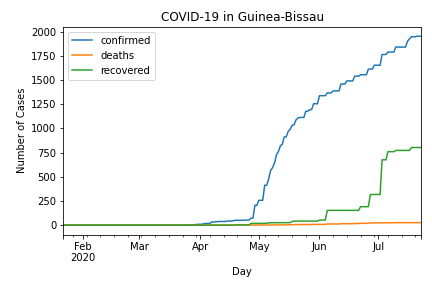 COVID-19 in Guinea-Bissau
confirmed
deaths
recovered
Number of Cases
2000
1750
1500
1250
1000
750
500
250
0
Feb
2020
Mar
Apr
May
Jun
Jul
Day